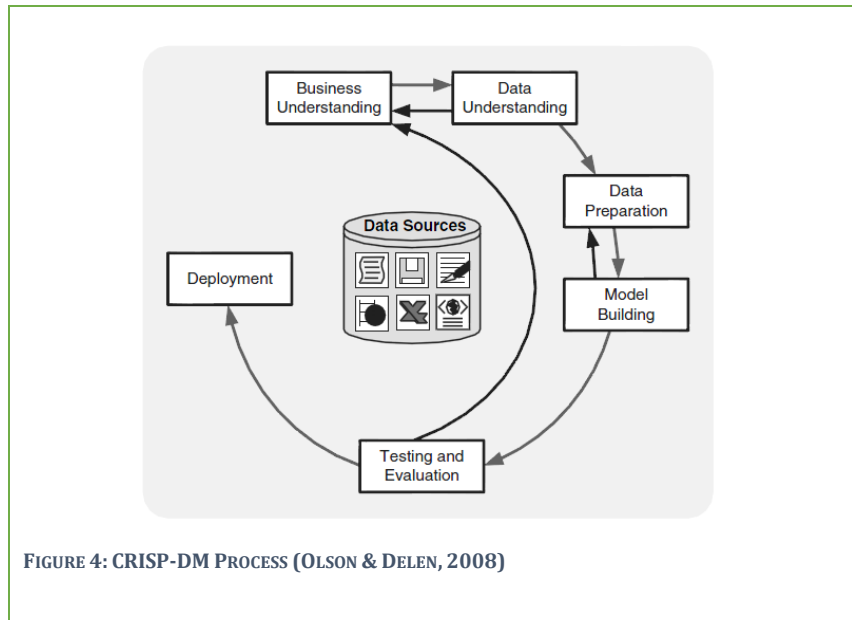 Business
Understanding
Data
Understanding
Data
Preparation
Data Sources
Deployment
Model
Building
Testing and
Evaluation
FIGURE 4: CRISP-DM PROCESS (OLSON & DELEN, 2008)